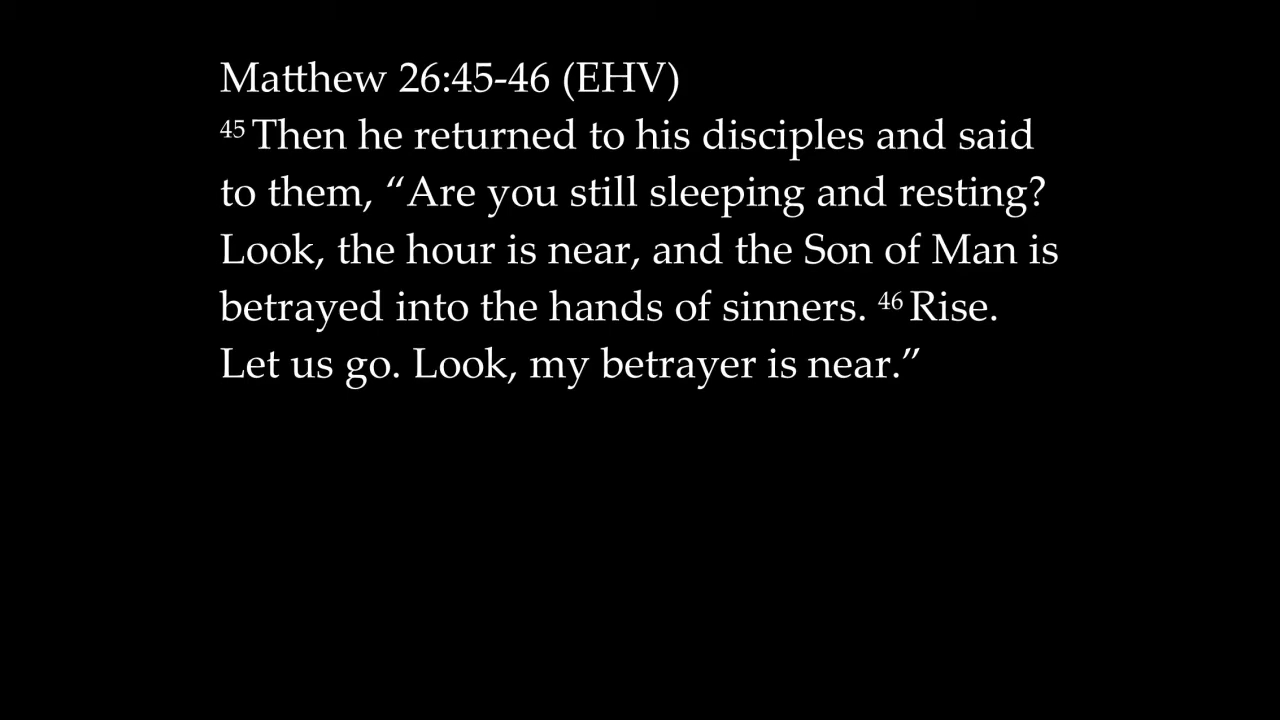 Matthew 26:45-46 (EHV)
45 Then he returned to his disciples and said
to them, “Are you still sleeping and resting?
Look, the hour is near, and the Son of Man is
betrayed into the hands of sinners. 46 Rise.
Let us go. Look, my betrayer is near.”